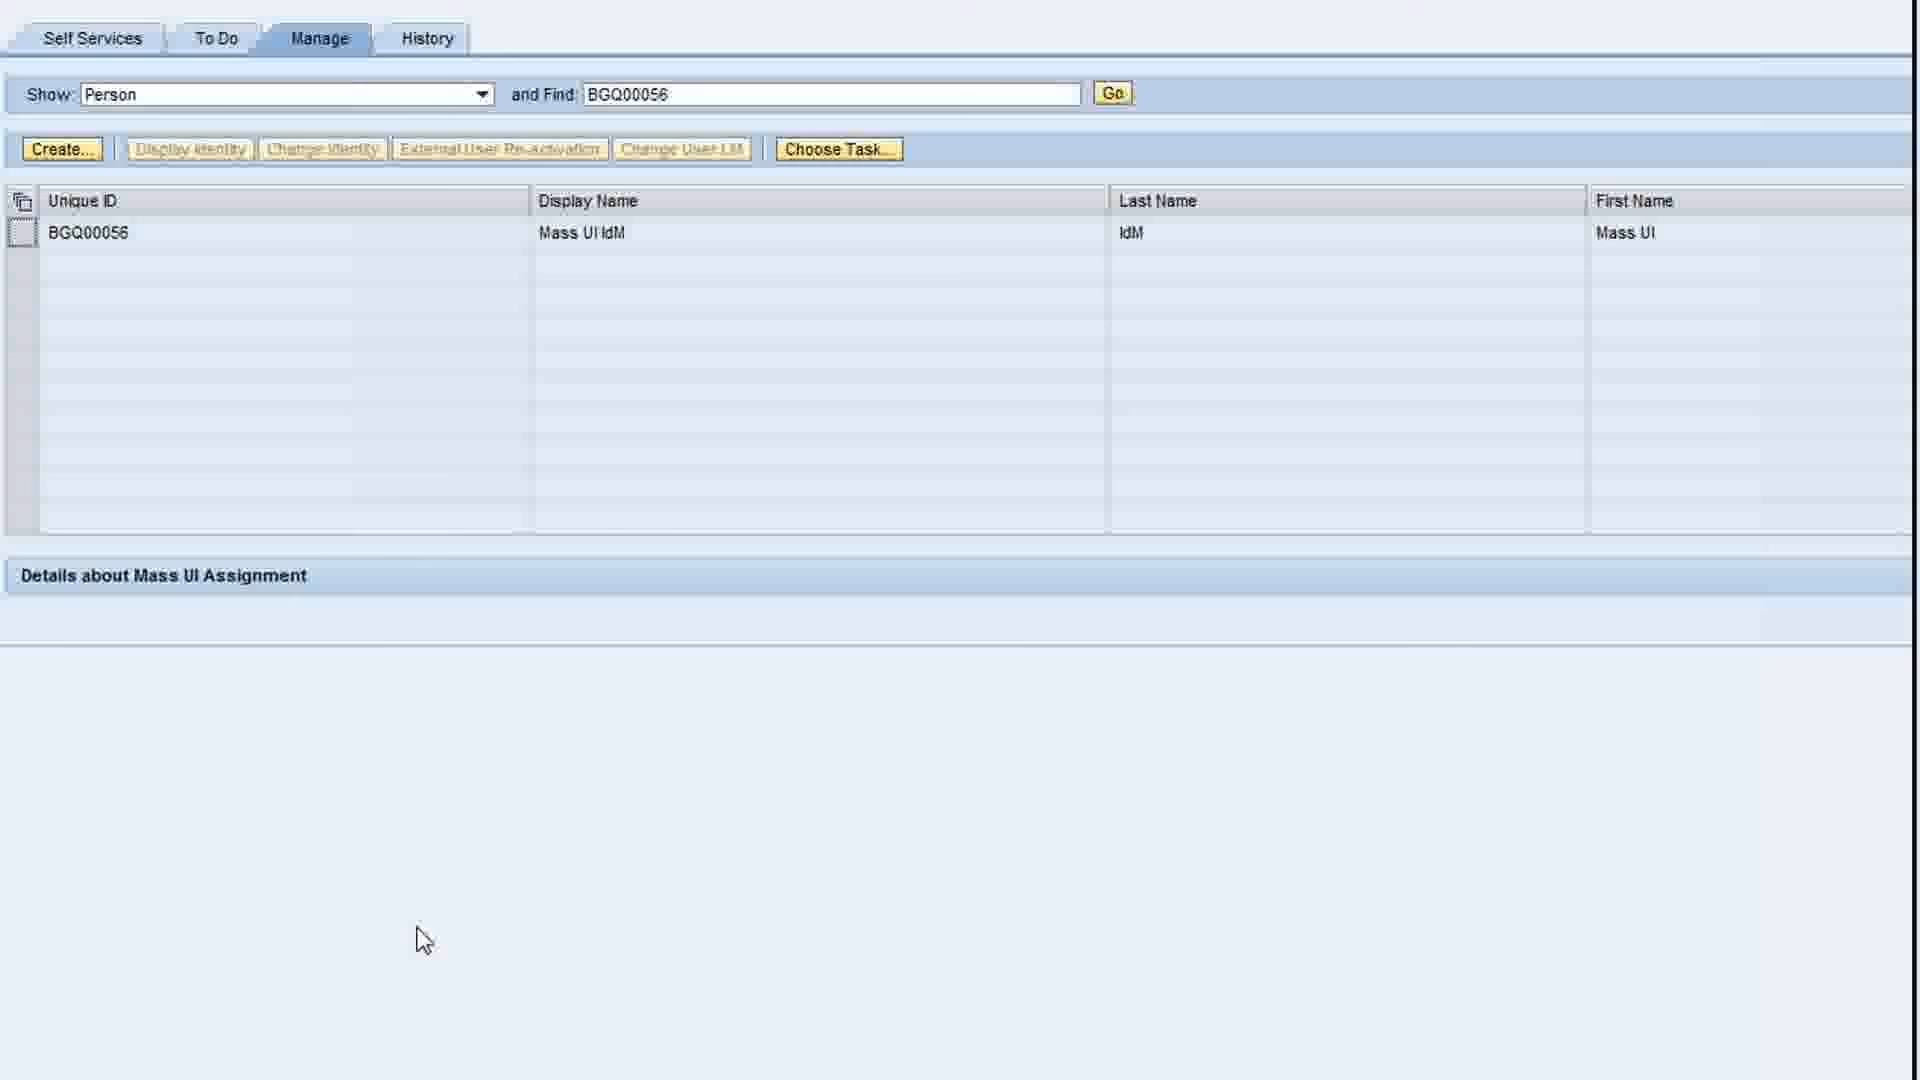 Self Services To Do Manage History
Show: Person and Find: BGQ00056 Go
Create... Display Identity Change Identity External User Re-activation Change User LM Choose Task...
Unique ID Display Name Last Name First Name
BGQ00056 Mass UI IdM IdM Mass UI
Details about Mass UI Assignment